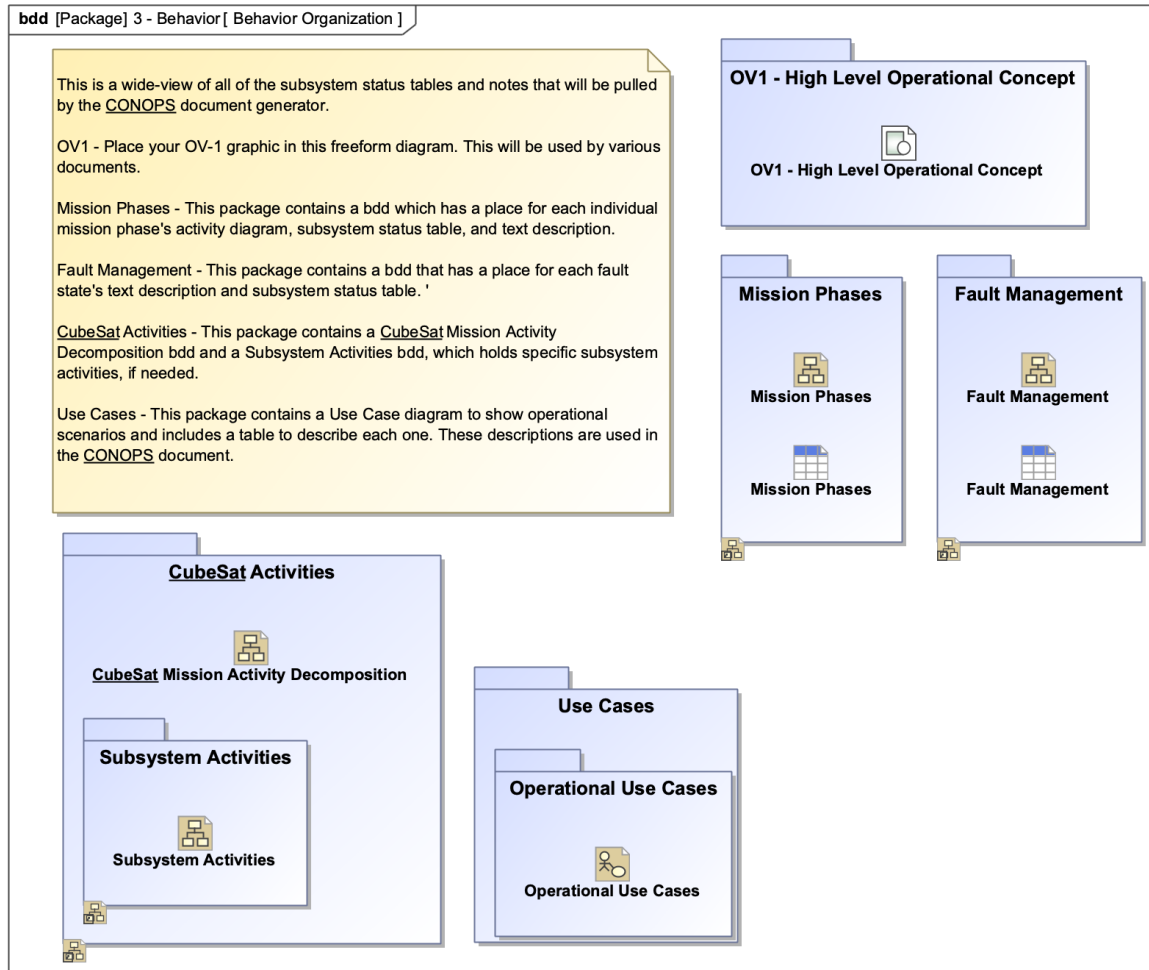 bdd [Package] 3 - Behavior [ Behavior Organization ]
This is a wide-view of all of the subsystem status tables and notes that will be pulled
by the CONOPS document generator.
OV1 - Place your OV-1 graphic in this freeform diagram. This will be used by various
documents.
Mission Phases - This package contains a bdd which has a place for each individual
mission phase's activity diagram, subsystem status table, and text description.
Fault Management - This package contains a bdd that has a place for each fault
state's text description and subsystem status table. '
CubeSat Activities - This package contains a CubeSat Mission Activity
Decomposition bdd and a Subsystem Activities bdd, which holds specific subsystem
activities, if needed.
Use Cases - This package contains a Use Case diagram to show operational
scenarios and includes a table to describe each one. These descriptions are used in
the CONOPS document.
OV1 - High Level Operational Concept
OV1 - High Level Operational Concept
Mission Phases
Mission Phases
Mission Phases
Fault Management
Fault Management
Fault Management
CubeSat Activities
CubeSat Mission Activity Decomposition
Subsystem Activities
Subsystem Activities
Use Cases
Operational Use Cases
Operational Use Cases